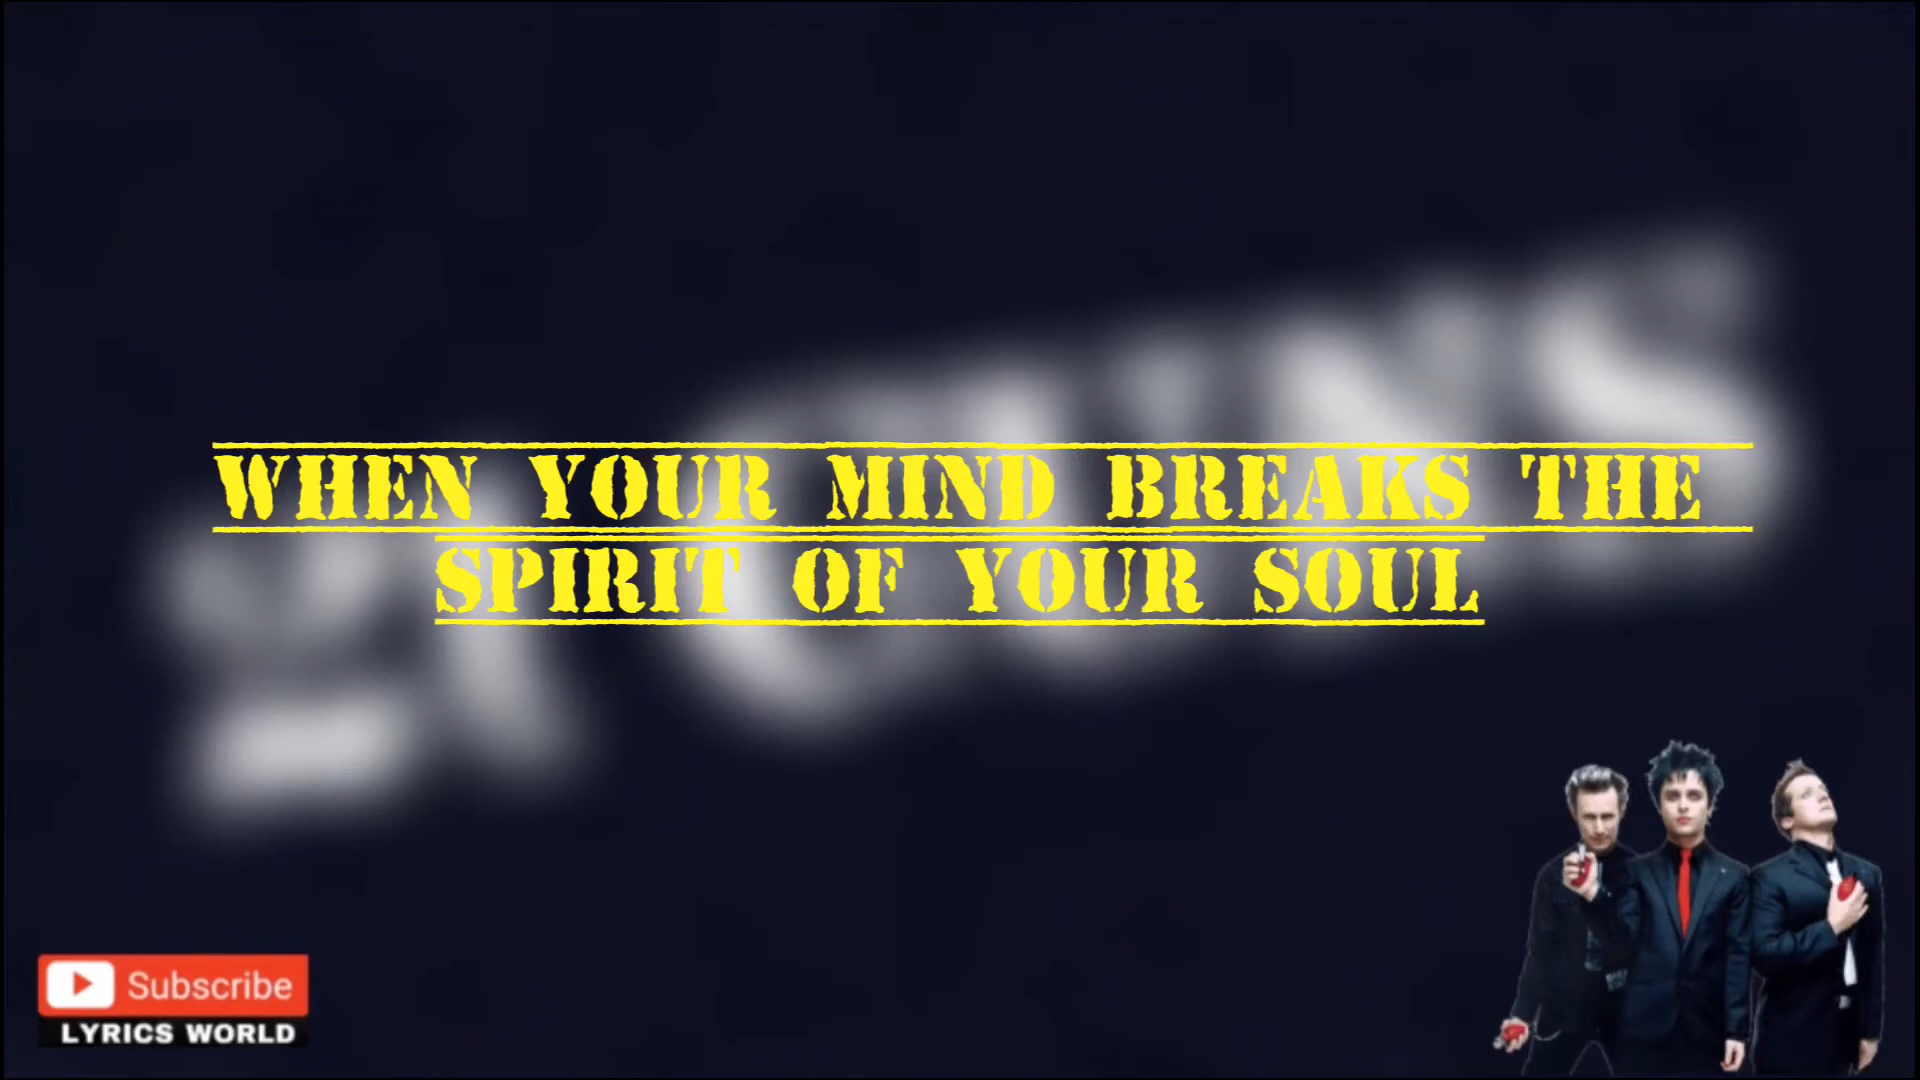 WHEN YOUR MIND BREAKS THE
SPIRIT OF YOUR SOUL
Subscribe
LYRICS WORLD